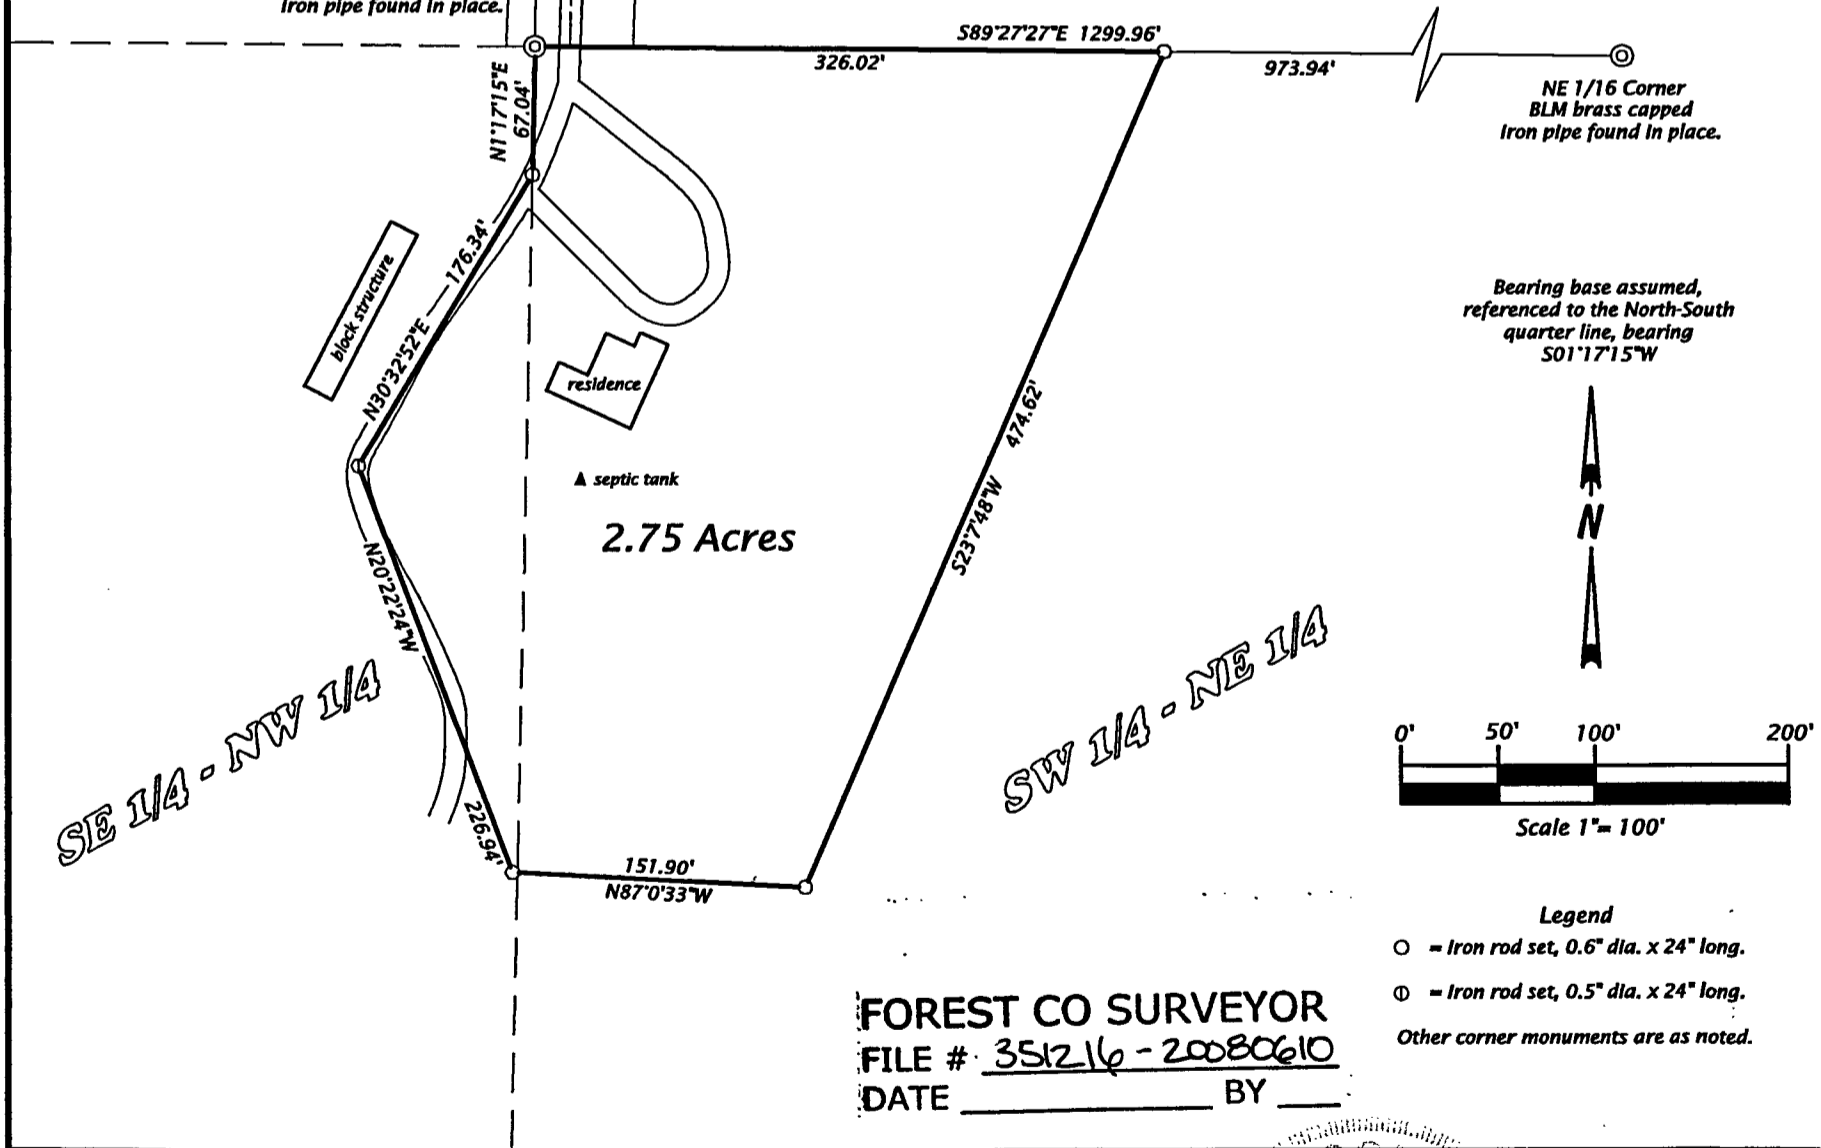 Iron pipe found in place.
S89°27'27"E 1299.96'
326.02'
973.94'
NE 1/16 Corner
BLM brass capped
Iron pipe found in place.
N1°17'15"E
67.04'
176.34'
N30°32'52"E
block structure
residence
septic tank
2.75 Acres
474.62'
S23°7'48"W
Bearing base assumed,
referenced to the North-South
quarter line, bearing
S01°17'15"W
N
N20°22'24"W
226.94'
SE 1/4 - NW 1/4
SW 1/4 - NE 1/4
151.90'
N87°0'33"W
0' 50' 100' 200'
Scale 1"= 100'
Legend
= Iron rod set, 0.6" dia. x 24" long.
= Iron rod set, 0.5" dia. x 24" long.
Other corner monuments are as noted.
FOREST CO SURVEYOR
FILE # 351216-20080610
DATE BY